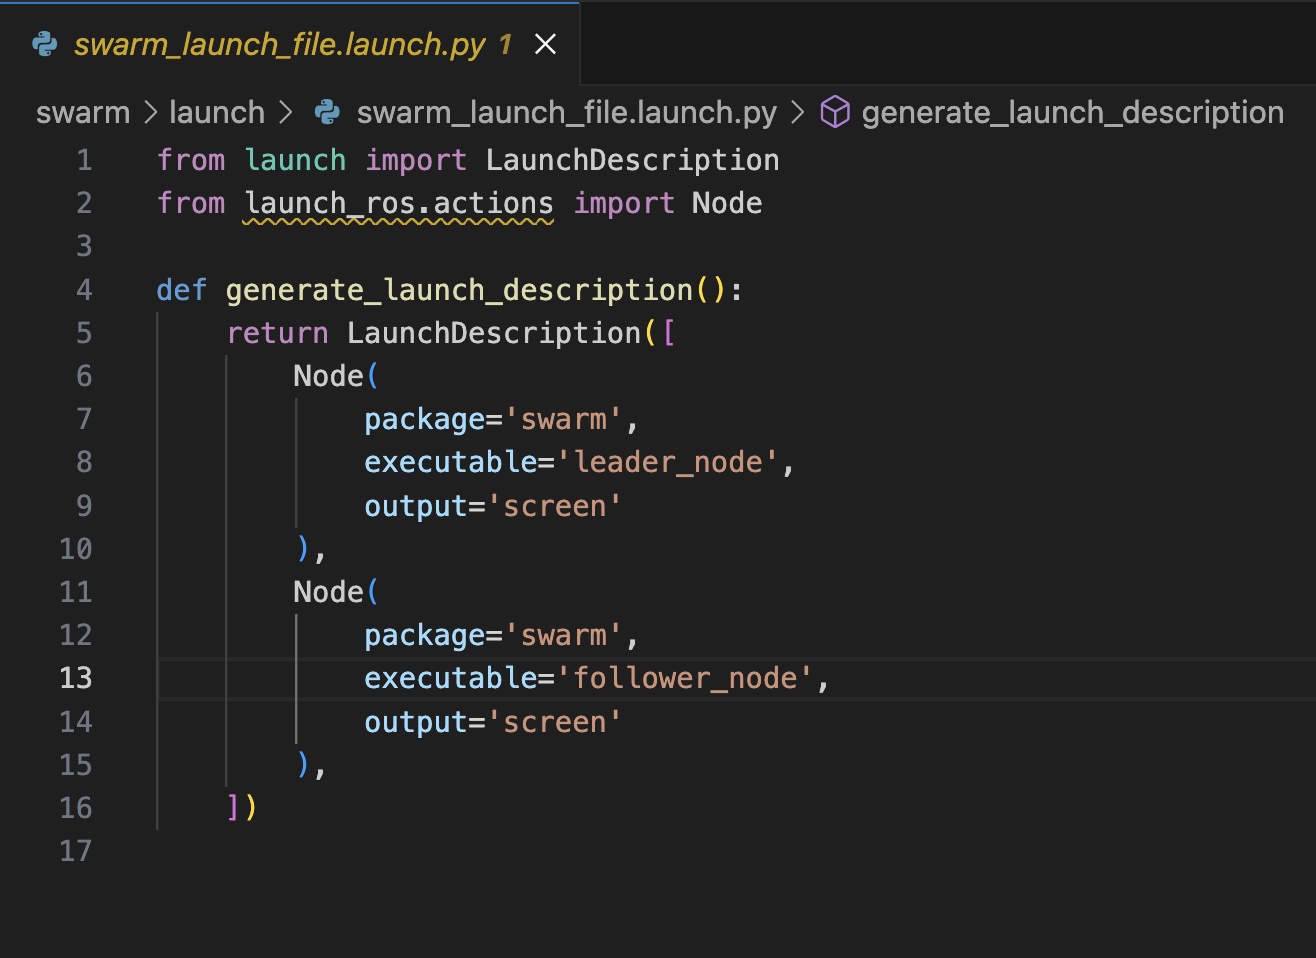 swarm_launch_file.launch.py 1
swarm > launch > swarm_launch_file.launch.py > generate_launch_description
1 from launch import LaunchDescription
2 from launch_ros.actions import Node
3
4 def generate_launch_description():
5     return LaunchDescription([
6         Node(
7             package='swarm',
8             executable='leader_node',
9             output='screen'
10         ),
11         Node(
12             package='swarm',
13             executable='follower_node',
14             output='screen'
15         ),
16     ])
17